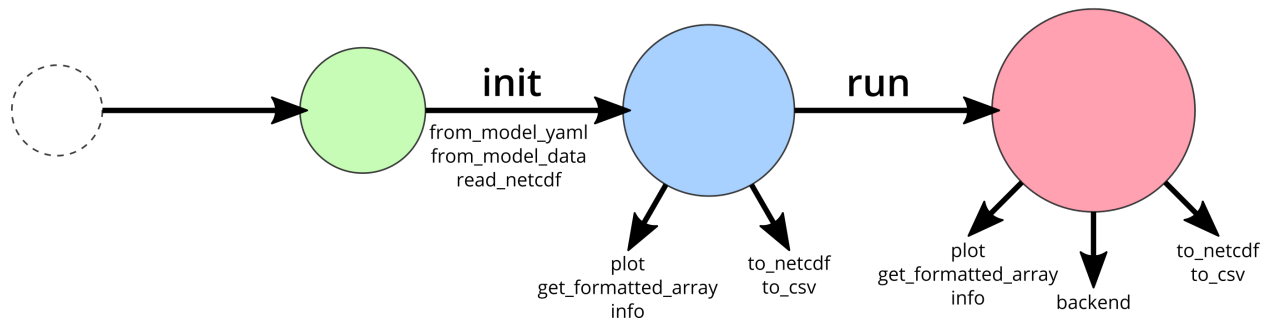 init
run
from_model_yaml
from_model_data
read_netcdf
plot
get_formatted_array
info
to_netcdf
to_csv
plot
get_formatted_array
info
backend
to_netcdf
to_csv